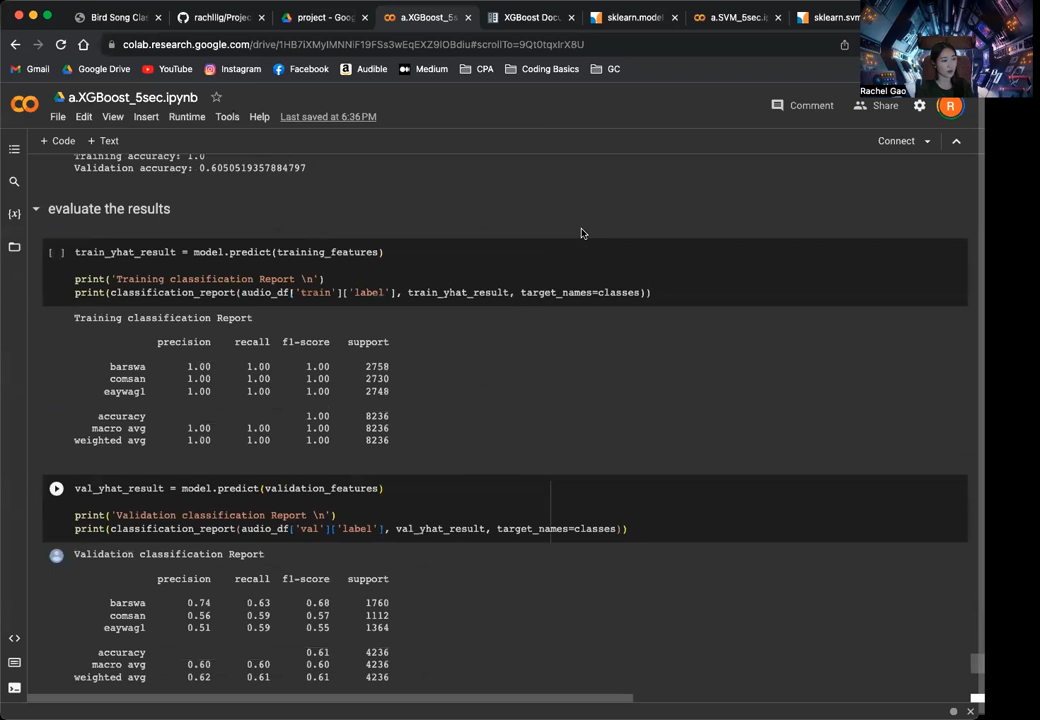 Bird Song Clas
rachllg/Projec
project - Goog
a.XGBoost_5s
XGBoost Docu
sklearn.model
a.SVM_5sec.ip
sklearn.svm
colab.research.google.com/drive/1HB7iXMyIMNNiF19FSs3wEqEXZ9lOBdiu#scrollTo=9Qt0tqxIrX8U
Gmail
Google Drive
YouTube
Instagram
Facebook
Audible
Medium
CPA
Coding Basics
GC
Rachel Gao
a.XGBoost_5sec.ipynb
Comment
Share
R
File Edit View Insert Runtime Tools Help Last saved at 6:36PM
+ Code + Text
Connect
Training accuracy: 1.0
Validation accuracy: 0.6050519357884797
evaluate the results
[ ] train_yhat_result = model.predict(training_features)
print('Training classification Report \n')
print(classification_report(audio_df['train']['label'], train_yhat_result, target_names=classes))
Training classification Report
precision recall f1-score support
barswa 1.00 1.00 1.00 2758
comsan 1.00 1.00 1.00 2730
eaywag1 1.00 1.00 1.00 2748
accuracy 1.00 8236
macro avg 1.00 1.00 1.00 8236
weighted avg 1.00 1.00 1.00 8236
val_yhat_result = model.predict(validation_features)
print('Validation classification Report \n')
print(classification_report(audio_df['val']['label'], val_yhat_result, target_names=classes))
Validation classification Report
precision recall f1-score support
barswa 0.74 0.63 0.68 1760
comsan 0.56 0.59 0.57 1112
eaywag1 0.51 0.59 0.55 1364
accuracy 0.61 4236
macro avg 0.60 0.60 0.60 4236
weighted avg 0.62 0.61 0.61 4236